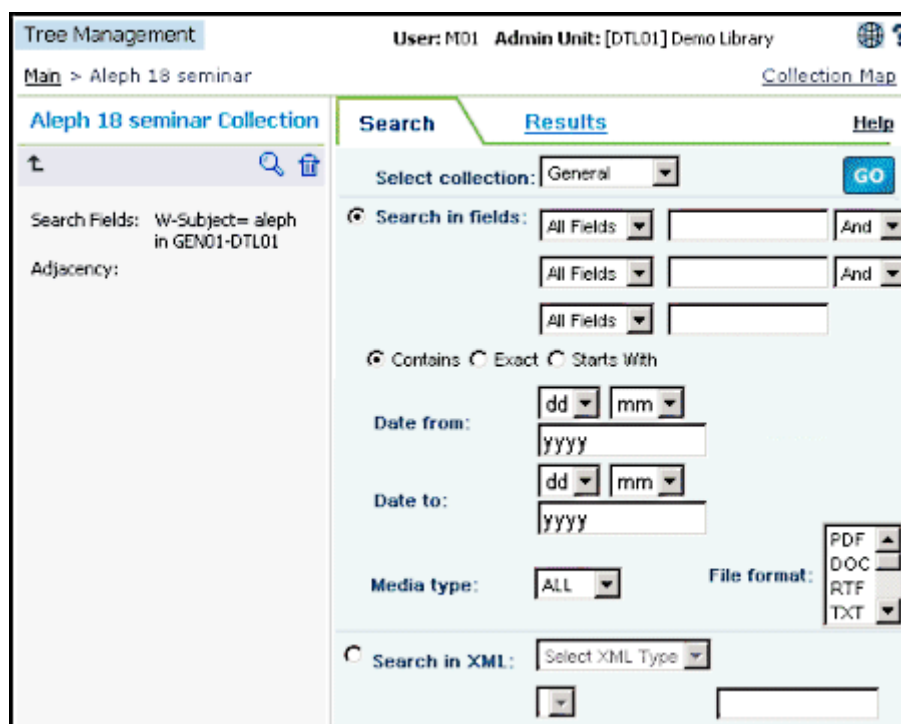 Tree Management
User: M01 Admin Unit: [DTL01] Demo Library
?
Main > Aleph 18 seminar
Collection Map
Aleph 18 seminar Collection
Search
Results
Help
Select collection: General
GO
Search Fields: W-Subject= aleph
in GEN01-DTL01
Adjacency:
Search in fields: All Fields And
All Fields And
All Fields
Contains Exact Starts With
Date from: dd mm
yyyy
Date to: dd mm
yyyy
Media type: ALL
File format: PDF
DOC
RTF
TXT
Search in XML: Select XML Type